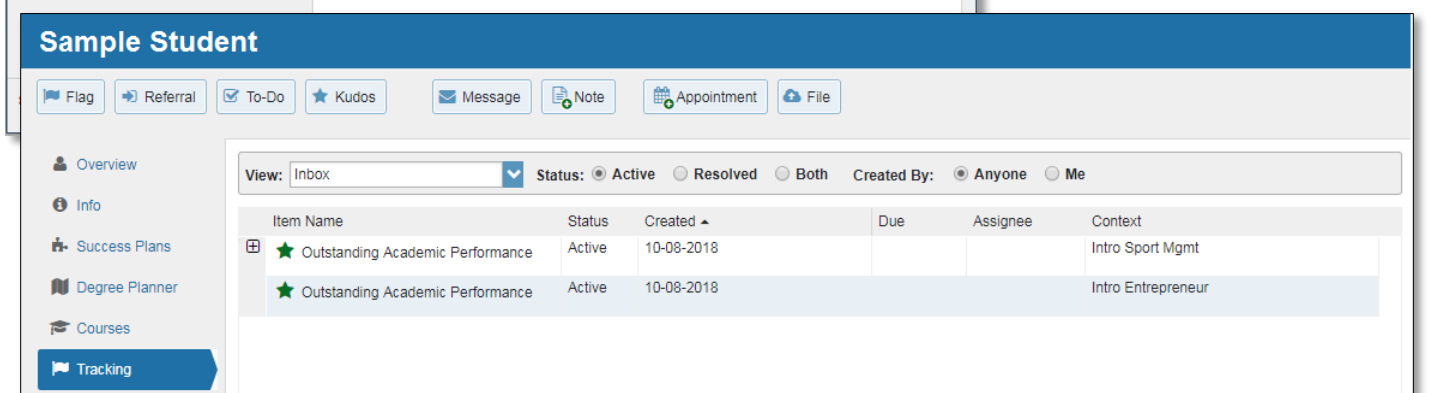 Sample Student
Flag Referral To-Do Kudos Message Note Appointment File
Overview
Info
Success Plans
Degree Planner
Courses
Tracking
View: Inbox Status: Active Resolved Both Created By: Anyone Me
Item Name Status Created Due Assignee Context
Outstanding Academic Performance Active 10-08-2018 Intro Sport Mgmt
Outstanding Academic Performance Active 10-08-2018 Intro Entrepreneur